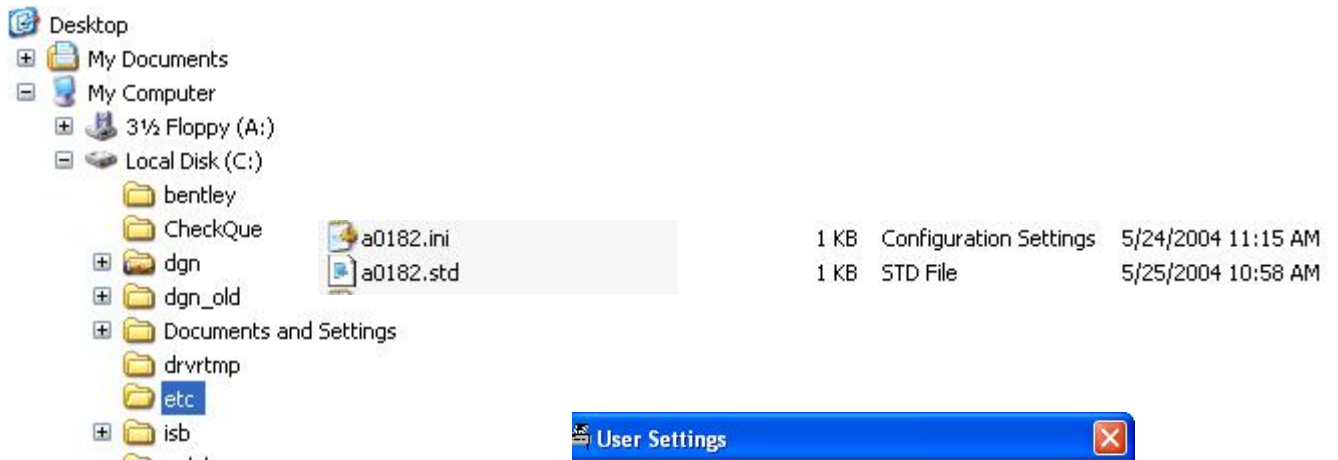 Desktop
My Documents
My Computer
3½ Floppy (A:)
Local Disk (C:)
bentley
CheckQue
a0182.ini 1 KB Configuration Settings 5/24/2004 11:15 AM
dgn
a0182.std 1 KB STD File 5/25/2004 10:58 AM
dgn_old
Documents and Settings
drvrtmp
etc
isb
User Settings